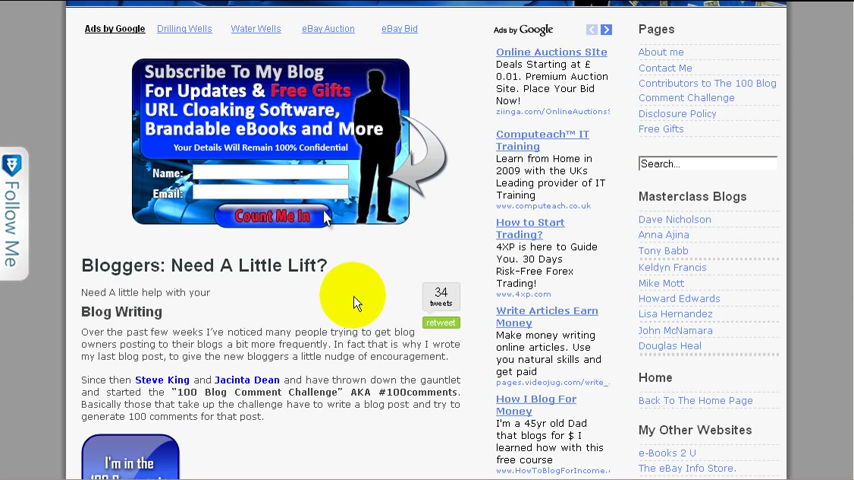 Ads by Google
Drilling Wells
Water Wells
eBay Auction
eBay Bid
Subscribe To My Blog
For Updates & Free Gifts
URL Cloaking Software,
Brandable eBooks and More
Your Details Will Remain 100% Confidential
Name:
Email:
Count Me In
Follow Me
Bloggers: Need A Little Lift?
34
tweets
retweet
Need A little help with your
Blog Writing
Over the past few weeks I've noticed many people trying to get blog
owners posting to their blogs a bit more frequently. In fact that is why I wrote
my last blog post, to give the new bloggers a little nudge of encouragement.
Since then Steve King and Jacinta Dean and have thrown down the gauntlet
and started the "100 Blog Comment Challenge" AKA #100comments.
Basically those that take up the challenge have to write a blog post and try to
generate 100 comments for that post.
I'm in the
Ads by Google
Online Auctions SIte
Deals Starting at £
0.01. Premium Auction
Site. Place Your Bid
Now!
ziinga.com/OnlineAuctions
Computeach™ IT
Training
Learn from Home in
2009 with the UKs
Leading provider of IT
Training
www.computeach.co.uk
How to Start
Trading?
4XP is here to Guide
You. 30 Days
Risk-Free Forex
Trading!
www.4xp.com
Write Articles Earn
Money
Make money writing
online articles. Use
you natural skills and
get paid
pages.videojug.com/write_
How I Blog For
Money
I'm a 45yr old Dad
that blogs for $ I
learned how with this
free course
www.HowToBlogForIncome.
Pages
About me
Contact Me
Contributors to The 100 Blog
Comment Challenge
Disclosure Policy
Free Gifts
Search...
Masterclass Blogs
Dave Nicholson
Anna Ajina
Tony Babb
Keldyn Francis
Mike Mott
Howard Edwards
Lisa Hernandez
John McNamara
Douglas Heal
Home
Back To The Home Page
My Other Websites
e-Books 2 U
The eBay Info Store.